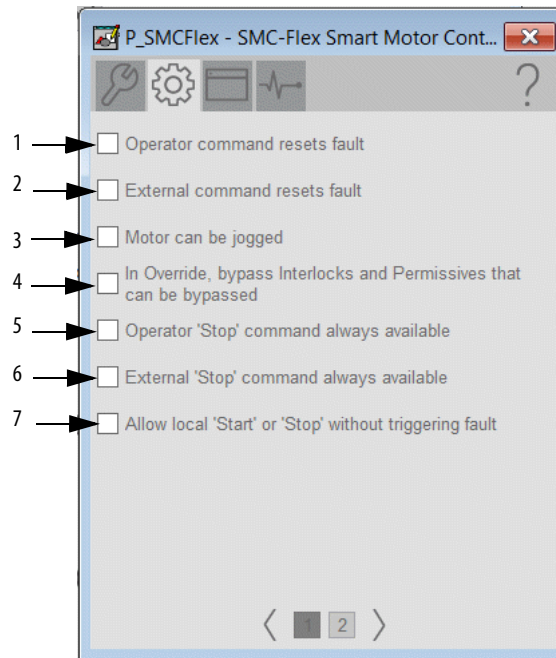 P_SMCFlex - SMC-Flex Smart Motor Cont...
?
1 Operator command resets fault
2 External command resets fault
3 Motor can be jogged
4 In Override, bypass Interlocks and Permissives that
can be bypassed
5 Operator 'Stop' command always available
6 External 'Stop' command always available
7 Allow local 'Start' or 'Stop' without triggering fault
1 2